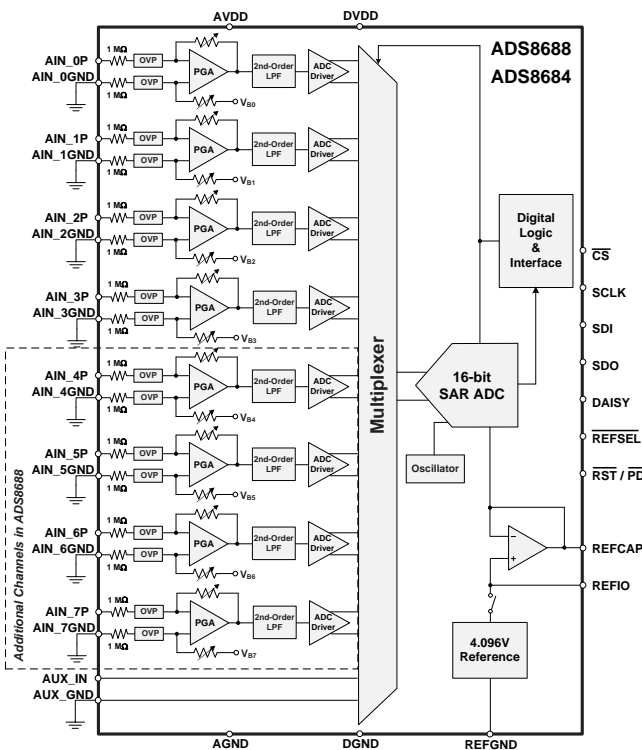 AVDD
DVDD
ADS8688
ADS8684
AIN_0P
1 MΩ
OVP
AIN_0GND
1 MΩ
OVP
PGA
2nd-Order
LPF
ADC
Driver
VB0
AIN_1P
1 MΩ
OVP
AIN_1GND
1 MΩ
OVP
PGA
2nd-Order
LPF
ADC
Driver
VB1
AIN_2P
1 MΩ
OVP
AIN_2GND
1 MΩ
OVP
PGA
2nd-Order
LPF
ADC
Driver
VB2
AIN_3P
1 MΩ
OVP
AIN_3GND
1 MΩ
OVP
PGA
2nd-Order
LPF
ADC
Driver
VB3
Additional Channels in ADS8688
AIN_4P
1 MΩ
OVP
AIN_4GND
1 MΩ
OVP
PGA
2nd-Order
LPF
ADC
Driver
VB4
AIN_5P
1 MΩ
OVP
AIN_5GND
1 MΩ
OVP
PGA
2nd-Order
LPF
ADC
Driver
VB5
AIN_6P
1 MΩ
OVP
AIN_6GND
1 MΩ
OVP
PGA
2nd-Order
LPF
ADC
Driver
VB6
AIN_7P
1 MΩ
OVP
AIN_7GND
1 MΩ
OVP
PGA
2nd-Order
LPF
ADC
Driver
VB7
AUX_IN
AUX_GND
Multiplexer
16-bit
SAR ADC
Oscillator
Digital
Logic
&
Interface
CS
SCLK
SDI
SDO
DAISY
REFSEL
RST / PD
REFCAP
REFIO
4.096V
Reference
AGND
DGND
REFGND